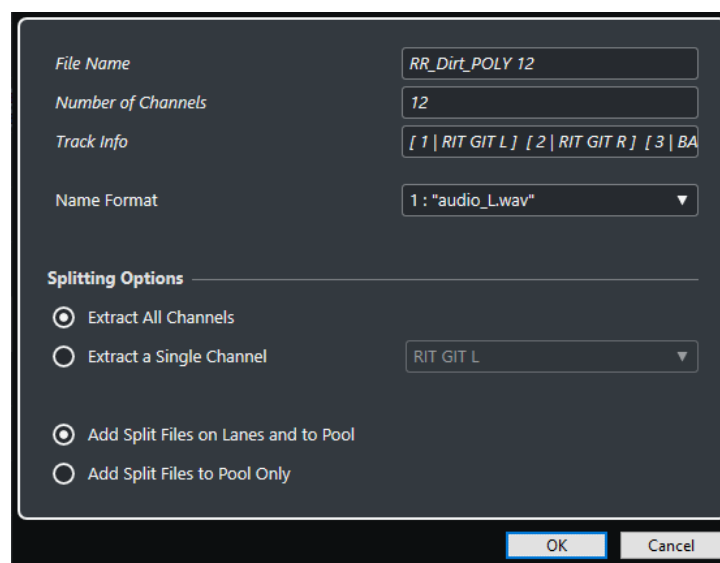 File Name RR_Dirt_POLY 12
Number of Channels 12
Track Info [ 1 | RIT GIT L ] [ 2 | RIT GIT R ] [ 3 | BA
Name Format 1 : "audio_L.wav"
Splitting Options
Extract All Channels
Extract a Single Channel RIT GIT L
Add Split Files on Lanes and to Pool
Add Split Files to Pool Only
OK Cancel